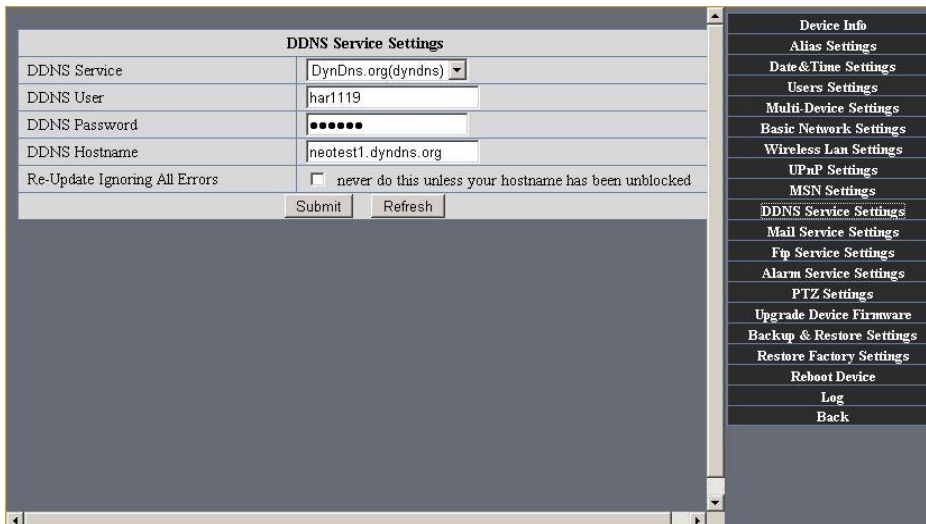 DDNS Service Settings
DDNS Service DynDns.org(dyndns)
DDNS User har1119
DDNS Password ●●●●●●
DDNS Hostname neotest1.dyndns.org
Re-Update Ignoring All Errors never do this unless your hostname has been unblocked
Submit Refresh
Device Info
Alias Settings
Date&Time Settings
Users Settings
Multi-Device Settings
Basic Network Settings
Wireless Lan Settings
UPnP Settings
MSN Settings
DDNS Service Settings
Mail Service Settings
Ftp Service Settings
Alarm Service Settings
PTZ Settings
Upgrade Device Firmware
Backup & Restore Settings
Restore Factory Settings
Reboot Device
Log
Back